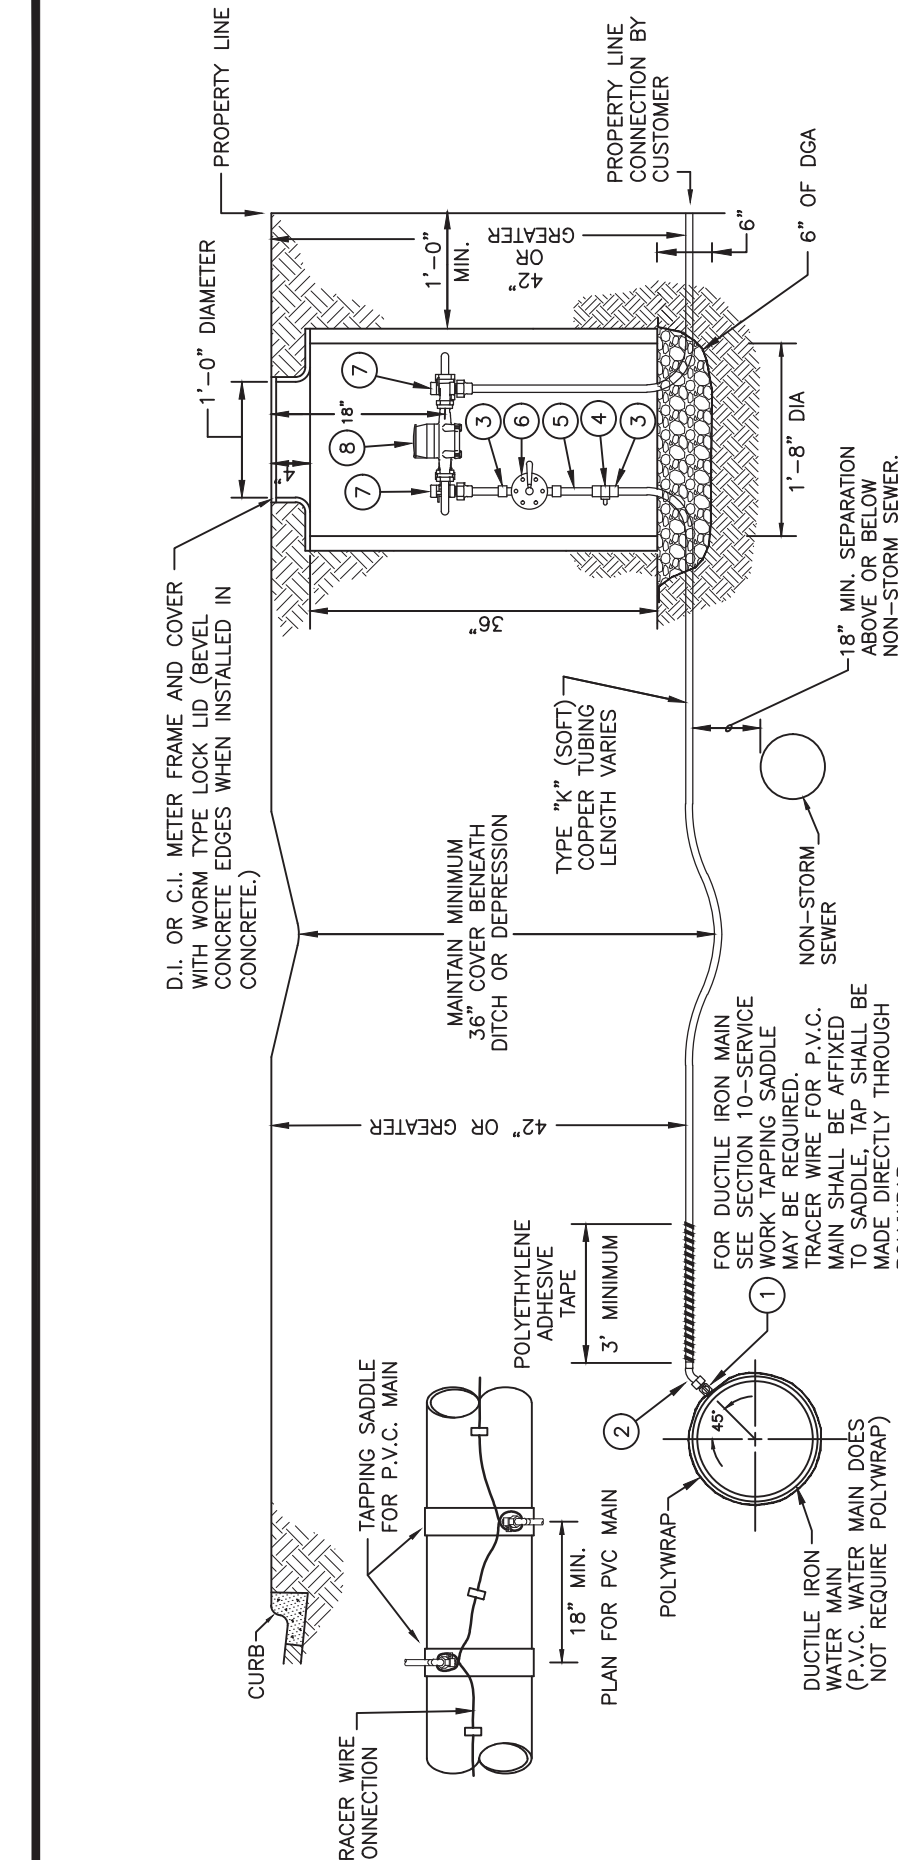 PROPERTY LINE
1'-0" DIAMETER
D.I. OR C.I. METER FRAME AND COVER
WITH WORM TYPE LOCK LID (BEVEL
CONCRETE EDGES WHEN INSTALLED IN
CONCRETE.)
4"
18"
7
8
7
3
6
5
4
3
36"
1'-0"
MIN.
42"
OR
GREATER
PROPERTY LINE
CONNECTION BY
CUSTOMER
6"
6" OF DGA
1'-8" DIA
18" MIN. SEPARATION
ABOVE OR BELOW
NON-STORM SEWER.
TYPE "K" (SOFT)
COPPER TUBING
LENGTH VARIES
NON-STORM
SEWER
MAINTAIN MINIMUM
36" COVER BENEATH
DITCH OR DEPRESSION
42" OR GREATER
FOR DUCTILE IRON MAIN
SEE SECTION 10-SERVICE
WORK TAPPING SADDLE
MAY BE REQUIRED.
TRACER WIRE FOR P.V.C.
MAIN SHALL BE AFFIXED
TO SADDLE, TAP SHALL BE
MADE DIRECTLY THROUGH
POLYETHYLENE
ADHESIVE
TAPE
3' MINIMUM
1
2
45°
POLYWRAP
DUCTILE IRON
WATER MAIN
(P.V.C. WATER MAIN DOES
NOT REQUIRE POLYWRAP)
CURB
TAPPING SADDLE
FOR P.V.C. MAIN
18" MIN.
PLAN FOR PVC MAIN
RACER WIRE
ONNECTION